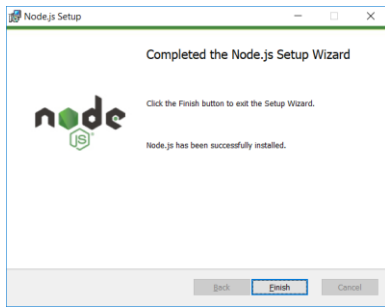 Node.js Setup
Completed the Node.js Setup Wizard
Click the Finish button to exit the Setup Wizard.
node
JS
Node.js has been successfully installed.
Back Finish Cancel